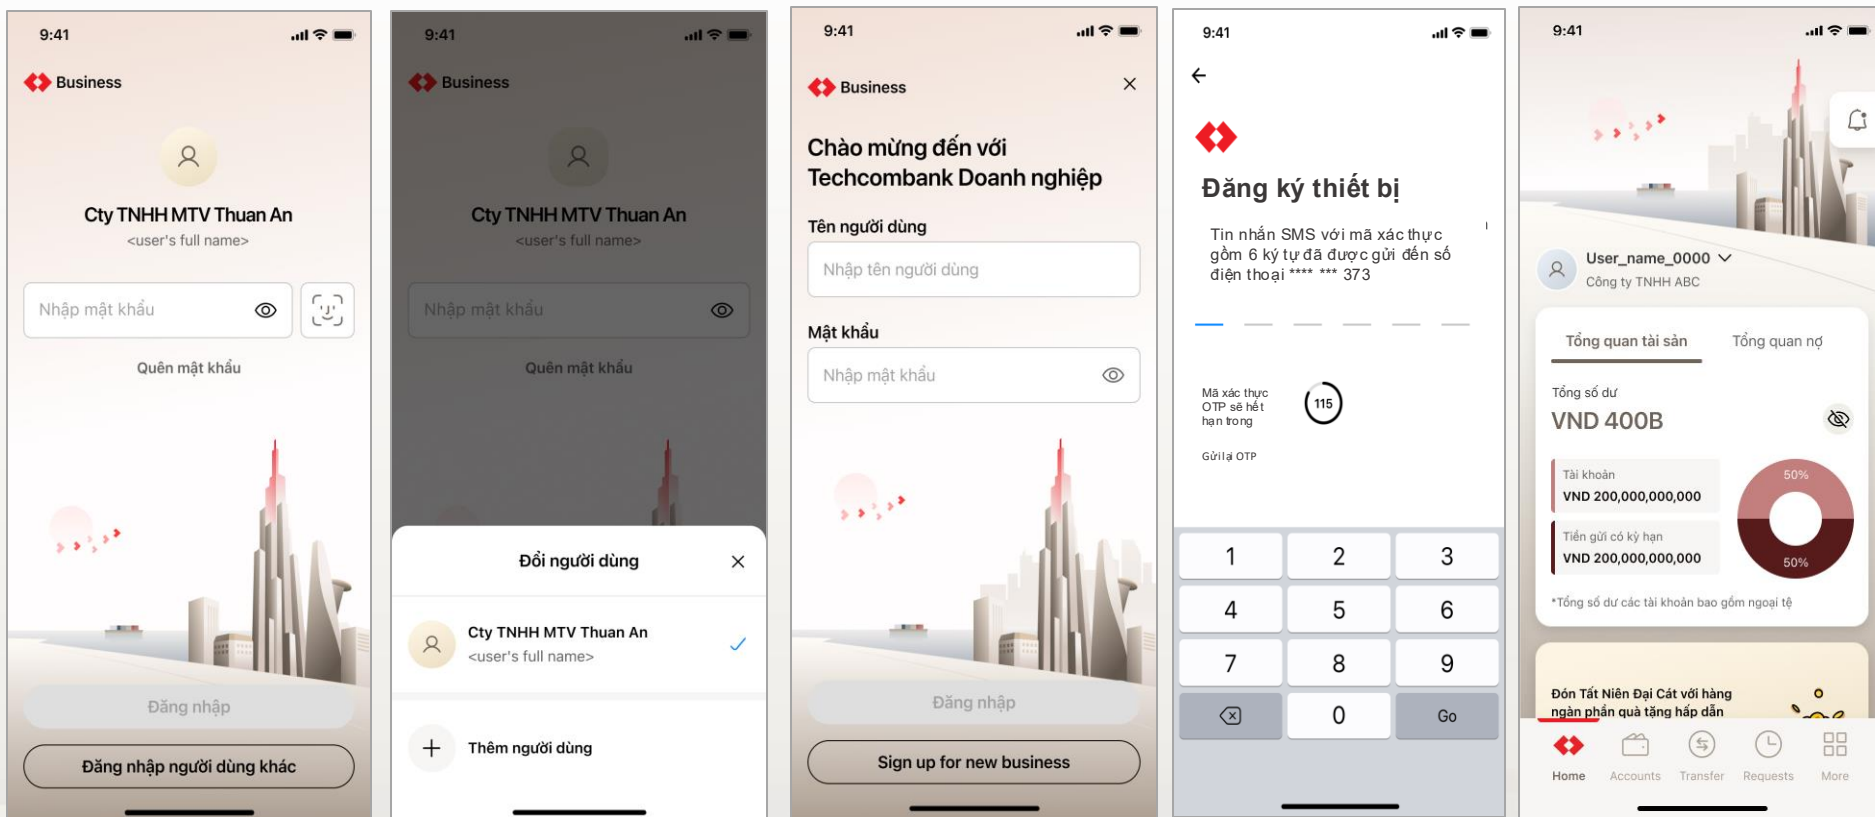 9:41
Business
Cty TNHH MTV Thuan An
<user's full name>
Nhập mật khẩu
Quên mật khẩu
Đăng nhập
Đăng nhập người dùng khác
9:41
Business
Cty TNHH MTV Thuan An
<user's full name>
Nhập mật khẩu
Quên mật khẩu
Đổi người dùng
Cty TNHH MTV Thuan An
<user's full name>
Thêm người dùng
9:41
Business
Chào mừng đến với
Techcombank Doanh nghiệp
Tên người dùng
Nhập tên người dùng
Mật khẩu
Nhập mật khẩu
Đăng nhập
Sign up for new business
9:41
Đăng ký thiết bị
Tin nhắn SMS với mã xác thực
gồm 6 ký tự đã được gửi đến số
điện thoại **** *** 373
Mã xác thực
OTP sẽ hết
hạn trong
115
Gửi lại OTP
1 2 3
4 5 6
7 8 9
0 Go
9:41
User_name_0000
Công ty TNHH ABC
Tổng quan tài sản Tổng quan nợ
Tổng số dư
VND 400B
Tài khoản
VND 200,000,000,000
50%
Tiền gửi có kỳ hạn
VND 200,000,000,000
50%
*Tổng số dư các tài khoản bao gồm ngoại tệ
Đón Tất Niên Đại Cát với hàng
ngàn phần quà tặng hấp dẫn
Home Accounts Transfer Requests More